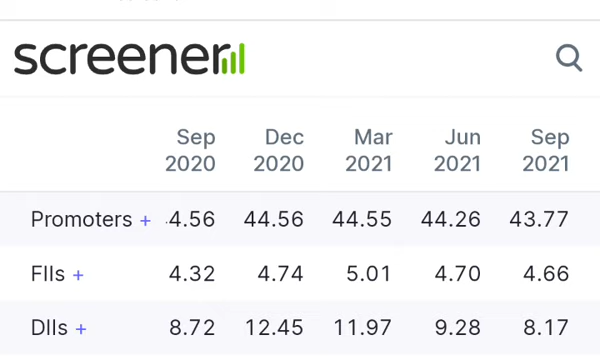 screener
Sep Dec Mar Jun Sep
2020 2020 2021 2021 2021
Promoters + 4.56 44.56 44.55 44.26 43.77
FIIs + 4.32 4.74 5.01 4.70 4.66
DIIs + 8.72 12.45 11.97 9.28 8.17